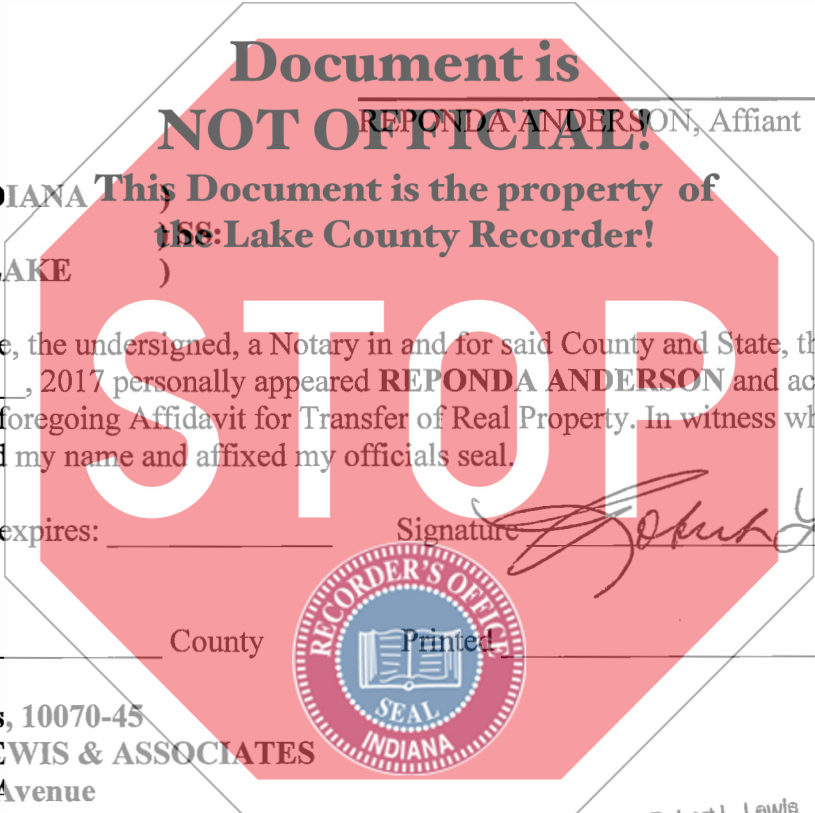 Document is
NOT OFFICIAL!
REPONDA ANDERSON, Affiant
This Document is the property of
the Lake County Recorder!
DIANA )
) SS:
LAKE )
STOP
e, the undersigned, a Notary in and for said County and State, th
, 2017 personally appeared REPONDA ANDERSON and ac
foregoing Affidavit for Transfer of Real Property. In witness wh
d my name and affixed my officials seal.
expires: Signature
RECORDER'S OFFICE
SEAL
INDIANA
County Printed
s, 10070-45
EWIS & ASSOCIATES
Avenue
Lewis